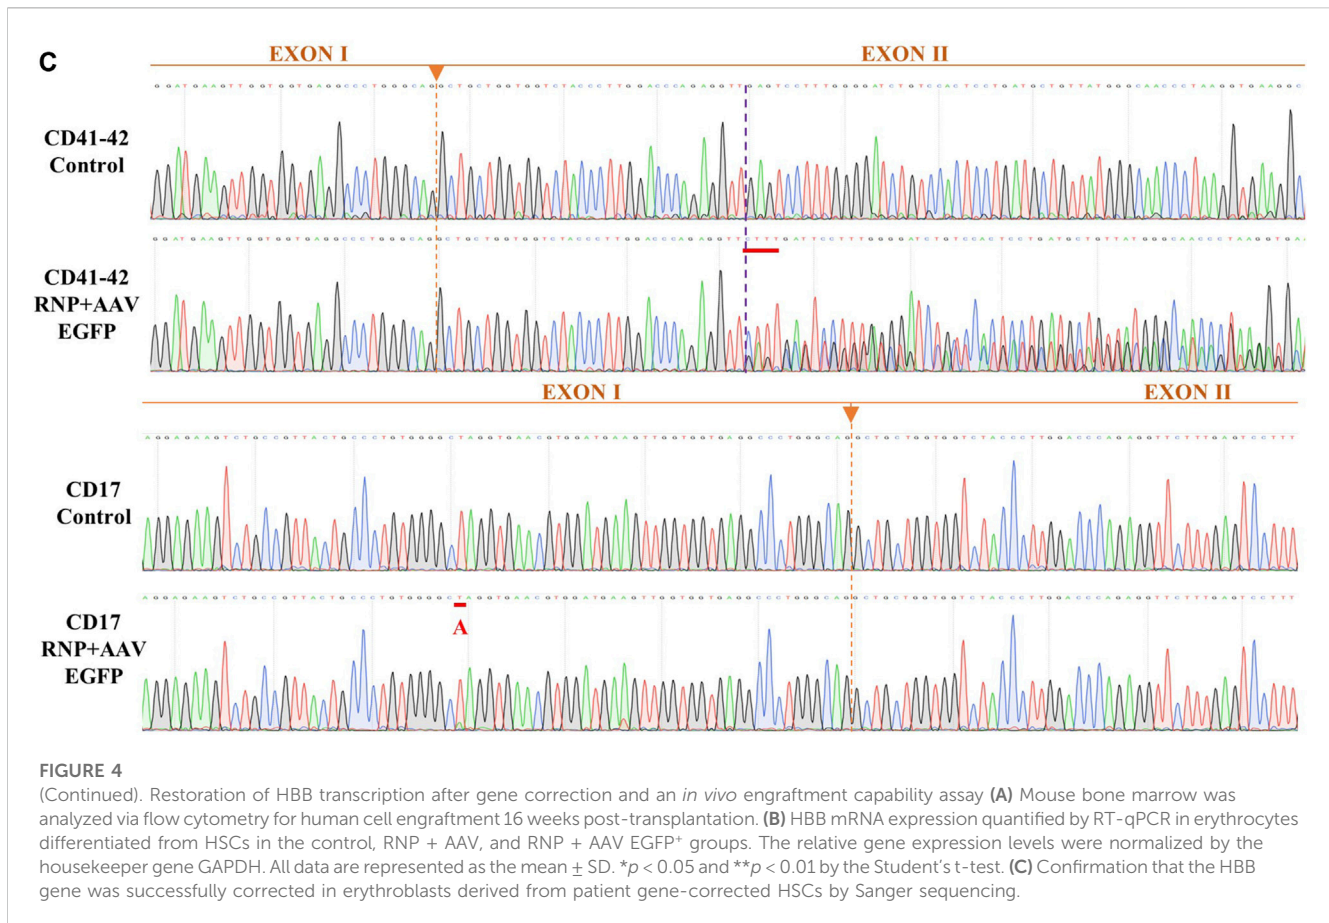 C
EXON I
EXON II
GGATGAAGTTGGTGGTGAGGCCCTGGGCAGGCTGCTGGTGGTCTACCCTTGGACCCAGAGGTTGAGTCCTTTGGGGATCTGTCCACTCCTGATGCTGTTATGGGCAACCCTAAGGTGAAGGC
CD41-42
Control
GGATGAAGTTGGTGGTGAGGCCCTGGGCAGGCTGCTGGTGGTCTACCCTTGGACCCAGAGGTTCTTTGATTCCTTTGGGGATCTGTCCACTCCTGATGCTGTTATGGGCAACCCTAAGGTGA
CD41-42
RNP+AAV
EGFP
EXON I
EXON II
AGGAGAAGTCTGCCGTTACTGCCCTGTGGGGCTAGGTGAACGTGGATGAAGTTGGTGGTGAGGCCCTGGGCAGGCTGCTGGTGGTCTACCCTTGGACCCAGAGGTTCTTTGAGTCCTTT
CD17
Control
AGGAGAAGTCTGCCGTTACTGCCCTGTGGGGCTAGGTGAACGTGGATGAAGTTGGTGGTGAGGCCCTGGGCAGGCTGCTGGTGGTCTACCCTTGGACCCAGAGGTTCTTTGAGTCCTTT
A
CD17
RNP+AAV
EGFP
FIGURE 4
(Continued). Restoration of HBB transcription after gene correction and an in vivo engraftment capability assay (A) Mouse bone marrow was
analyzed via flow cytometry for human cell engraftment 16 weeks post-transplantation. (B) HBB mRNA expression quantified by RT-qPCR in erythrocytes
differentiated from HSCs in the control, RNP + AAV, and RNP + AAV EGFP⁺ groups. The relative gene expression levels were normalized by the
housekeeper gene GAPDH. All data are represented as the mean ± SD. *p < 0.05 and **p < 0.01 by the Student's t-test. (C) Confirmation that the HBB
gene was successfully corrected in erythroblasts derived from patient gene-corrected HSCs by Sanger sequencing.